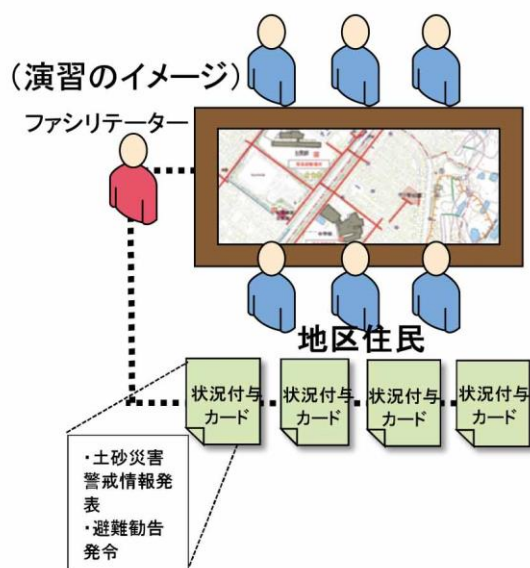 （演習のイメージ）
ファシリテーター
地区住民
状況付与
カード
状況付与
カード
状況付与
カード
状況付与
カード
・土砂災害
警戒情報発
表
・避難勧告
発令